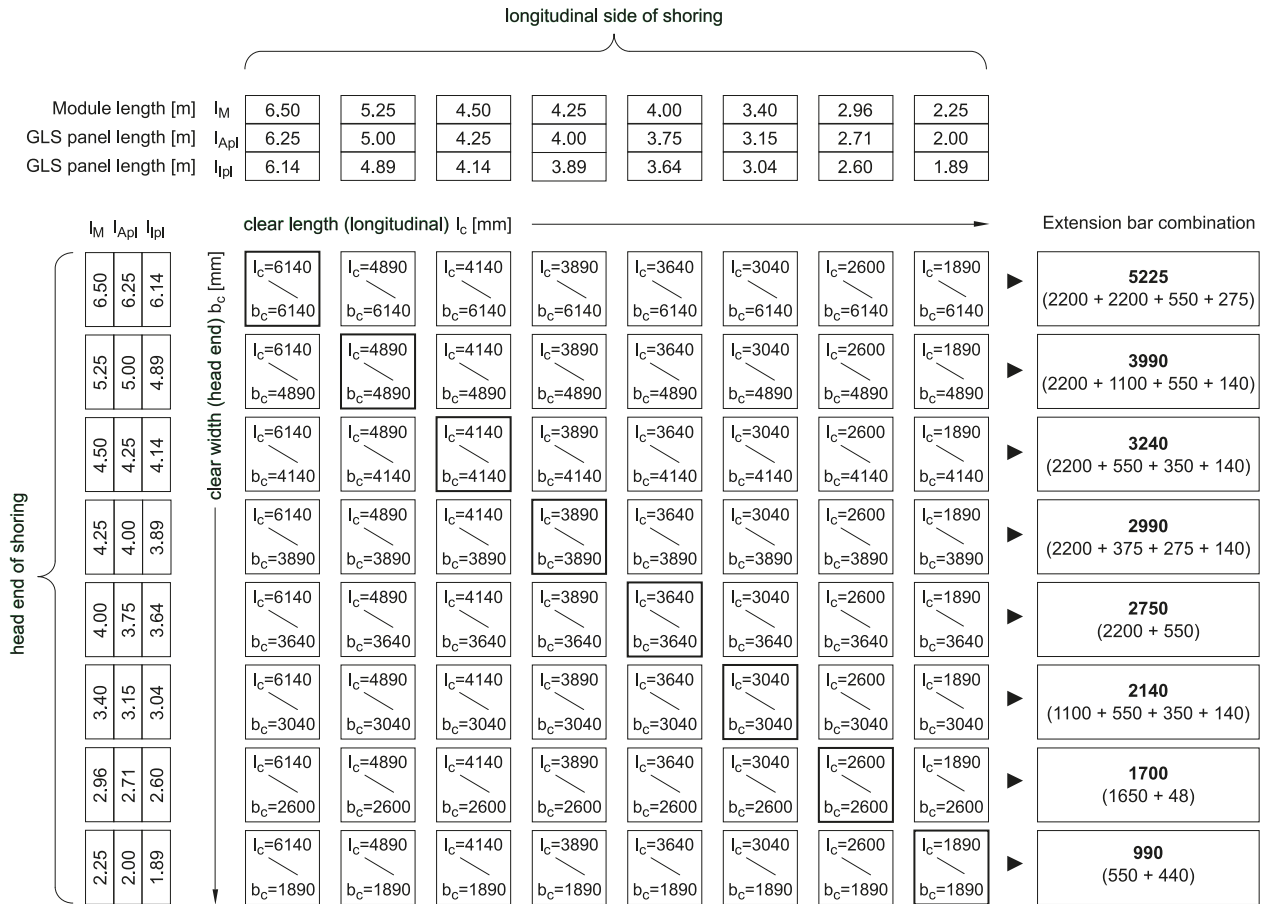 longitudinal side of shoring
Module length [m] lM 6.50 5.25 4.50 4.25 4.00 3.40 2.96 2.25
GLS panel length [m] lApl 6.25 5.00 4.25 4.00 3.75 3.15 2.71 2.00
GLS panel length [m] lIpl 6.14 4.89 4.14 3.89 3.64 3.04 2.60 1.89
lM lApl lIpl clear length (longitudinal) lc [mm] Extension bar combination
head end of shoring
clear width (head end) bc [mm]
6.50 6.25 6.14
lc=6140 lc=4890 lc=4140 lc=3890 lc=3640 lc=3040 lc=2600 lc=1890
bc=6140 bc=6140 bc=6140 bc=6140 bc=6140 bc=6140 bc=6140 bc=6140
▶ 5225
(2200 + 2200 + 550 + 275)
5.25 5.00 4.89
lc=6140 lc=4890 lc=4140 lc=3890 lc=3640 lc=3040 lc=2600 lc=1890
bc=4890 bc=4890 bc=4890 bc=4890 bc=4890 bc=4890 bc=4890 bc=4890
▶ 3990
(2200 + 1100 + 550 + 140)
4.50 4.25 4.14
lc=6140 lc=4890 lc=4140 lc=3890 lc=3640 lc=3040 lc=2600 lc=1890
bc=4140 bc=4140 bc=4140 bc=4140 bc=4140 bc=4140 bc=4140 bc=4140
▶ 3240
(2200 + 550 + 350 + 140)
4.25 4.00 3.89
lc=6140 lc=4890 lc=4140 lc=3890 lc=3640 lc=3040 lc=2600 lc=1890
bc=3890 bc=3890 bc=3890 bc=3890 bc=3890 bc=3890 bc=3890 bc=3890
▶ 2990
(2200 + 375 + 275 + 140)
4.00 3.75 3.64
lc=6140 lc=4890 lc=4140 lc=3890 lc=3640 lc=3040 lc=2600 lc=1890
bc=3640 bc=3640 bc=3640 bc=3640 bc=3640 bc=3640 bc=3640 bc=3640
▶ 2750
(2200 + 550)
3.40 3.15 3.04
lc=6140 lc=4890 lc=4140 lc=3890 lc=3640 lc=3040 lc=2600 lc=1890
bc=3040 bc=3040 bc=3040 bc=3040 bc=3040 bc=3040 bc=3040 bc=3040
▶ 2140
(1100 + 550 + 350 + 140)
2.96 2.71 2.60
lc=6140 lc=4890 lc=4140 lc=3890 lc=3640 lc=3040 lc=2600 lc=1890
bc=2600 bc=2600 bc=2600 bc=2600 bc=2600 bc=2600 bc=2600 bc=2600
▶ 1700
(1650 + 48)
2.25 2.00 1.89
lc=6140 lc=4890 lc=4140 lc=3890 lc=3640 lc=3040 lc=2600 lc=1890
bc=1890 bc=1890 bc=1890 bc=1890 bc=1890 bc=1890 bc=1890 bc=1890
▶ 990
(550 + 440)